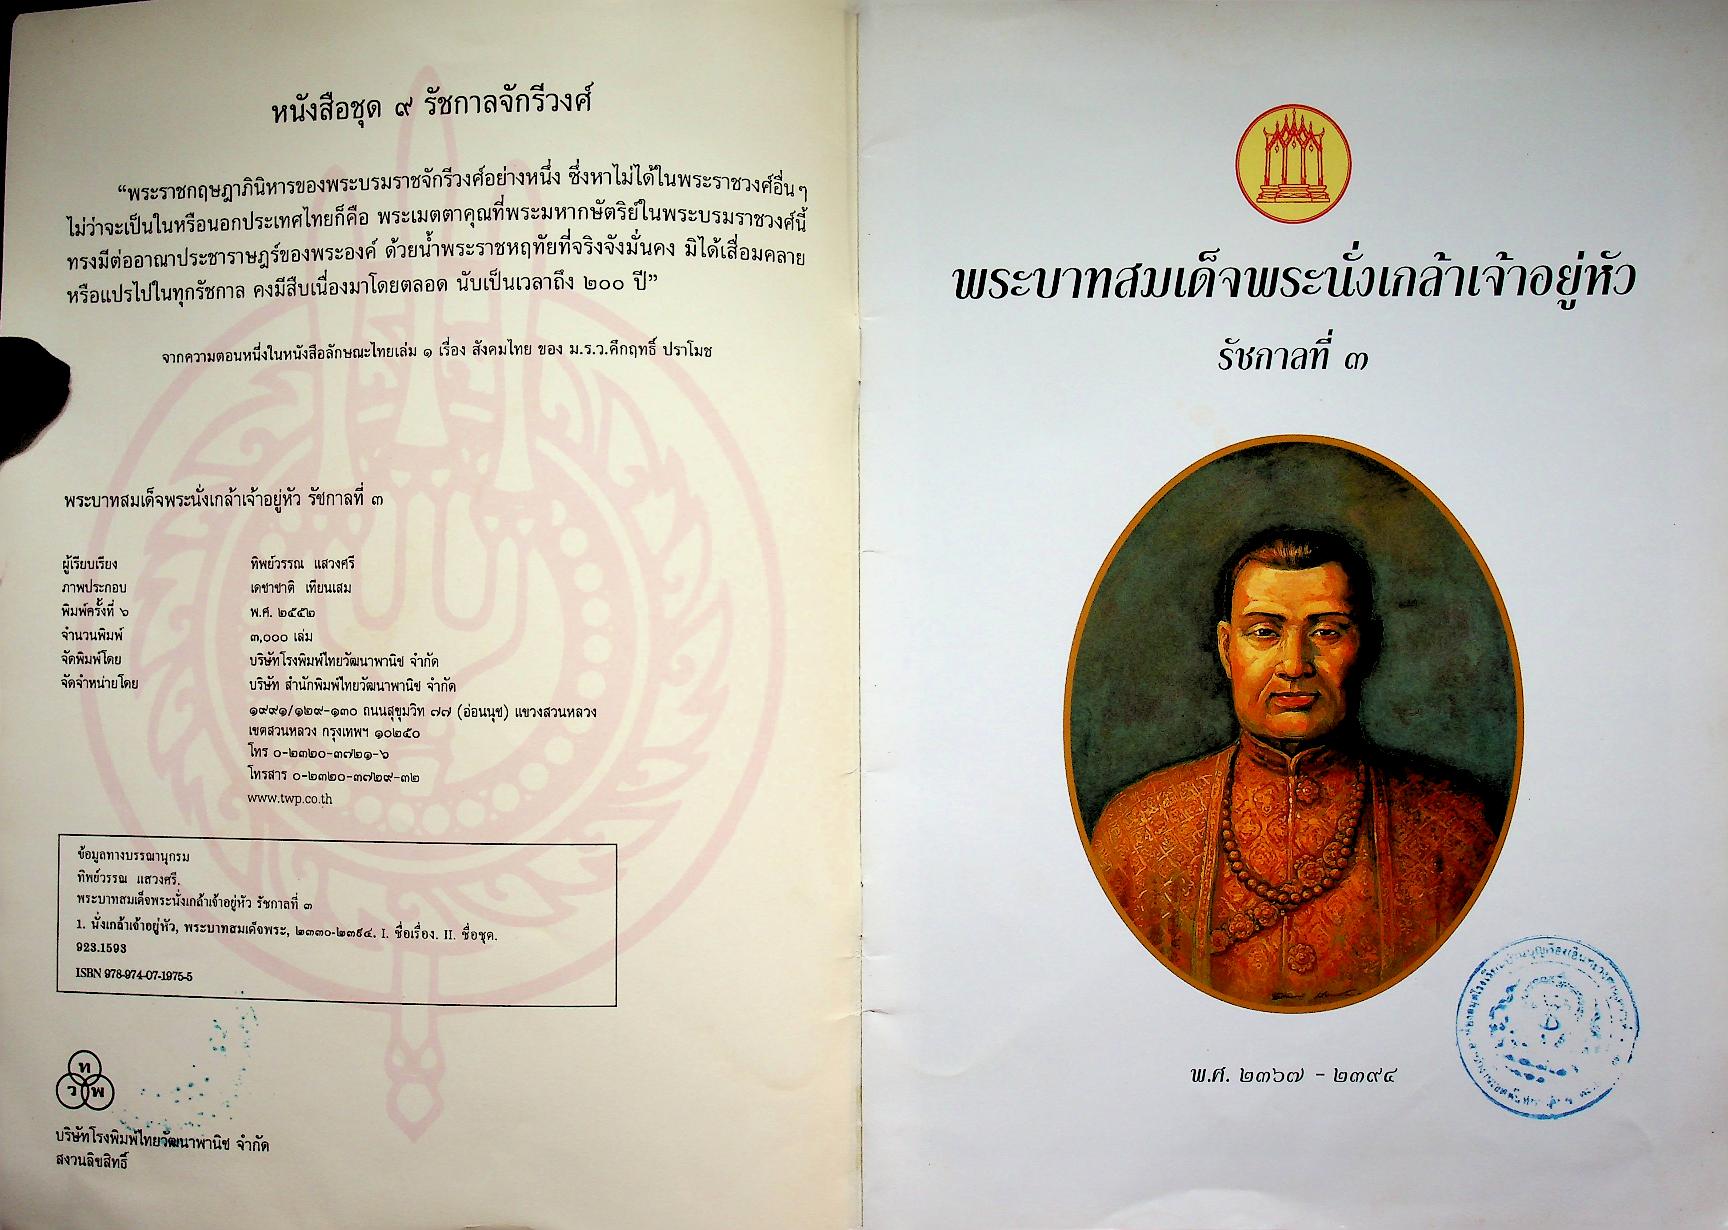 หนังสือชุด ๙ รัชกาลจักรีวงศ์
“พระราชกฤษฎาภินิหารของพระบรมราชจักรีวงศ์อย่างหนึ่ง ซึ่งหาไม่ได้ในพระราชวงศ์อื่นๆ
ไม่ว่าจะเป็นในหรือนอกประเทศไทยก็คือ พระเมตตาคุณที่พระมหากษัตริย์ในพระบรมราชวงศ์นี้
ทรงมีต่ออาณาประชาราษฎร์ของพระองค์ ด้วยน้ำพระราชหฤทัยที่จริงจังมั่นคง มิได้เสื่อมคลาย
หรือแปรไปในทุกรัชกาล คงมีสืบเนื่องมาโดยตลอด นับเป็นเวลาถึง ๒๐๐ ปี”
จากความตอนหนึ่งในหนังสือลักษณะไทยเล่ม ๑ เรื่อง สังคมไทย ของ ม.ร.ว.คึกฤทธิ์ ปราโมช
พระบาทสมเด็จพระนั่งเกล้าเจ้าอยู่หัว รัชกาลที่ ๓
ผู้เรียบเรียง ทิพย์วรรณ แสวงศรี
ภาพประกอบ เดชาชาติ เทียนเสม
พิมพ์ครั้งที่ ๖ พ.ศ. ๒๕๕๒
จำนวนพิมพ์ ๓,๐๐๐ เล่ม
จัดพิมพ์โดย บริษัทโรงพิมพ์ไทยวัฒนาพานิช จำกัด
จัดจำหน่ายโดย บริษัท สำนักพิมพ์ไทยวัฒนาพานิช จำกัด
๑๙๙๑/๑๒๙-๑๓๐ ถนนสุขุมวิท ๗๗ (อ่อนนุช) แขวงสวนหลวง
เขตสวนหลวง กรุงเทพฯ ๑๐๒๕๐
โทร ๐-๒๓๒๐-๓๗๒๑-๖
โทรสาร ๐-๒๓๒๐-๓๗๒๙-๓๒
www.twp.co.th
ข้อมูลทางบรรณานุกรม
ทิพย์วรรณ แสวงศรี.
พระบาทสมเด็จพระนั่งเกล้าเจ้าอยู่หัว รัชกาลที่ ๓
1. นั่งเกล้าเจ้าอยู่หัว, พระบาทสมเด็จพระ, ๒๓๓๐-๒๓๙๔. I. ชื่อเรื่อง. II. ชื่อชุด.
923.1593
ISBN 978-974-07-1975-5
ท
ว พ
บริษัทโรงพิมพ์ไทยวัฒนาพานิช จำกัด
สงวนลิขสิทธิ์
พระบาทสมเด็จพระนั่งเกล้าเจ้าอยู่หัว
รัชกาลที่ ๓
พ.ศ. ๒๓๖๗ - ๒๓๙๔